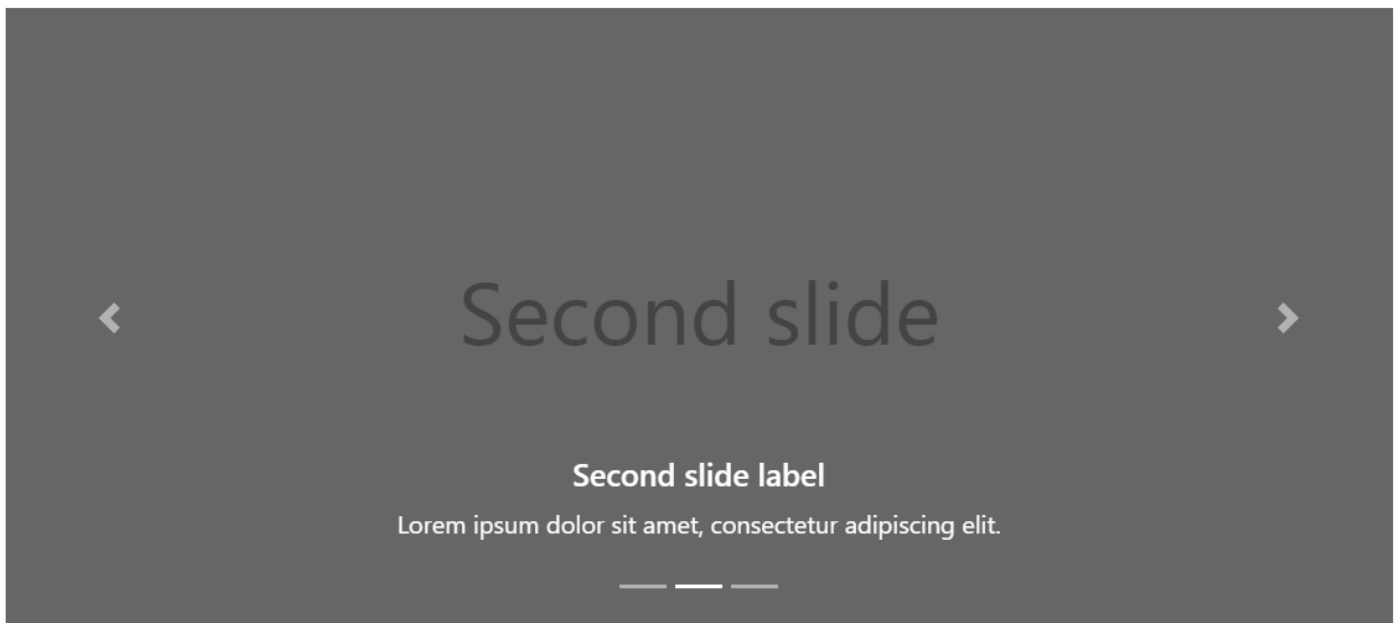 Second slide
Second slide label
Lorem ipsum dolor sit amet, consectetur adipiscing elit.